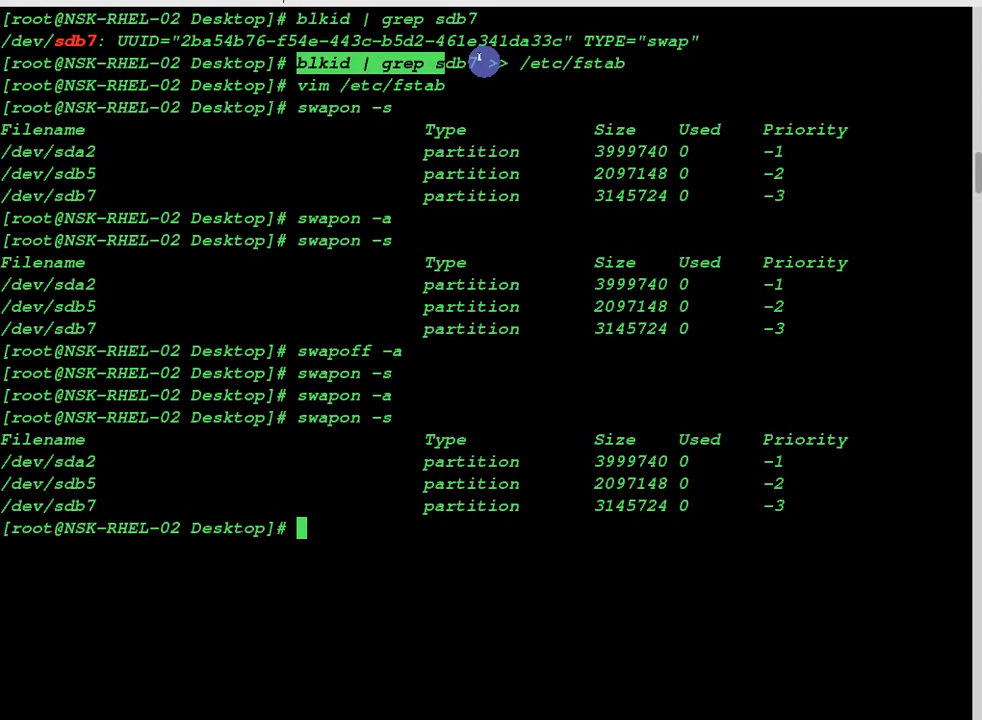 [root@NSK-RHEL-02 Desktop]# blkid | grep sdb7
/dev/sdb7: UUID="2ba54b76-f54e-443c-b5d2-461e341da33c" TYPE="swap"
[root@NSK-RHEL-02 Desktop]# blkid | grep sdb7 >> /etc/fstab
[root@NSK-RHEL-02 Desktop]# vim /etc/fstab
[root@NSK-RHEL-02 Desktop]# swapon -s
Filename Type Size Used Priority
/dev/sda2 partition 3999740 0 -1
/dev/sdb5 partition 2097148 0 -2
/dev/sdb7 partition 3145724 0 -3
[root@NSK-RHEL-02 Desktop]# swapon -a
[root@NSK-RHEL-02 Desktop]# swapon -s
Filename Type Size Used Priority
/dev/sda2 partition 3999740 0 -1
/dev/sdb5 partition 2097148 0 -2
/dev/sdb7 partition 3145724 0 -3
[root@NSK-RHEL-02 Desktop]# swapoff -a
[root@NSK-RHEL-02 Desktop]# swapon -s
[root@NSK-RHEL-02 Desktop]# swapon -a
[root@NSK-RHEL-02 Desktop]# swapon -s
Filename Type Size Used Priority
/dev/sda2 partition 3999740 0 -1
/dev/sdb5 partition 2097148 0 -2
/dev/sdb7 partition 3145724 0 -3
[root@NSK-RHEL-02 Desktop]#